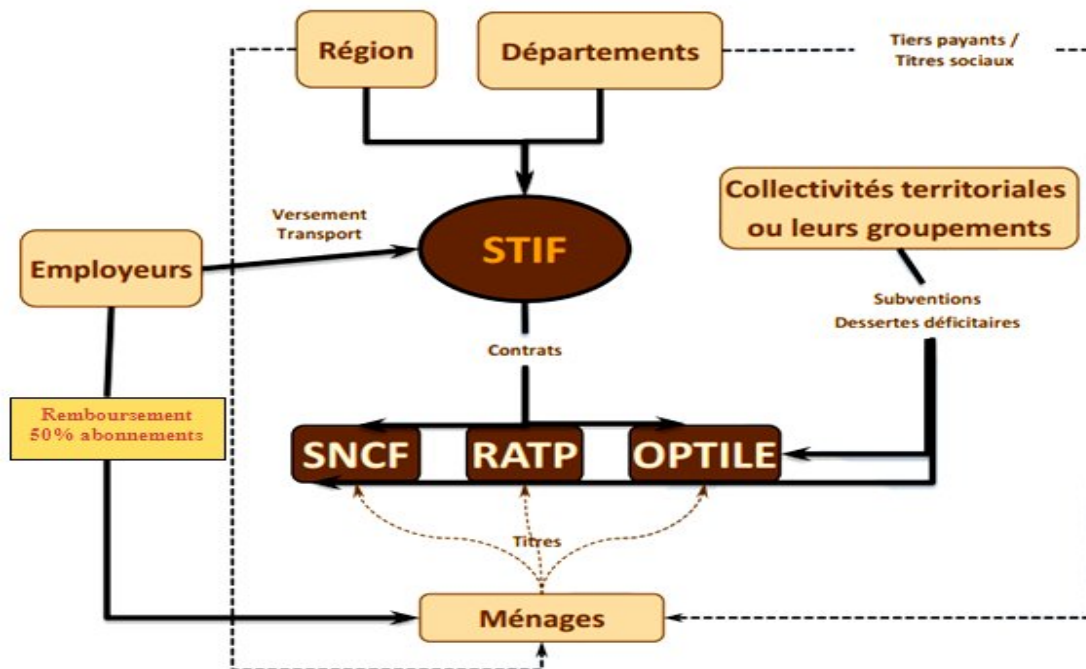 Région
Départements
Tiers payants /
Titres sociaux
Collectivités territoriales
ou leurs groupements
Versement
Transport
STIF
Employeurs
Subventions
Dessertes déficitaires
Contrats
Remboursement
50% abonnements
SNCF
RATP
OPTILE
Titres
Ménages